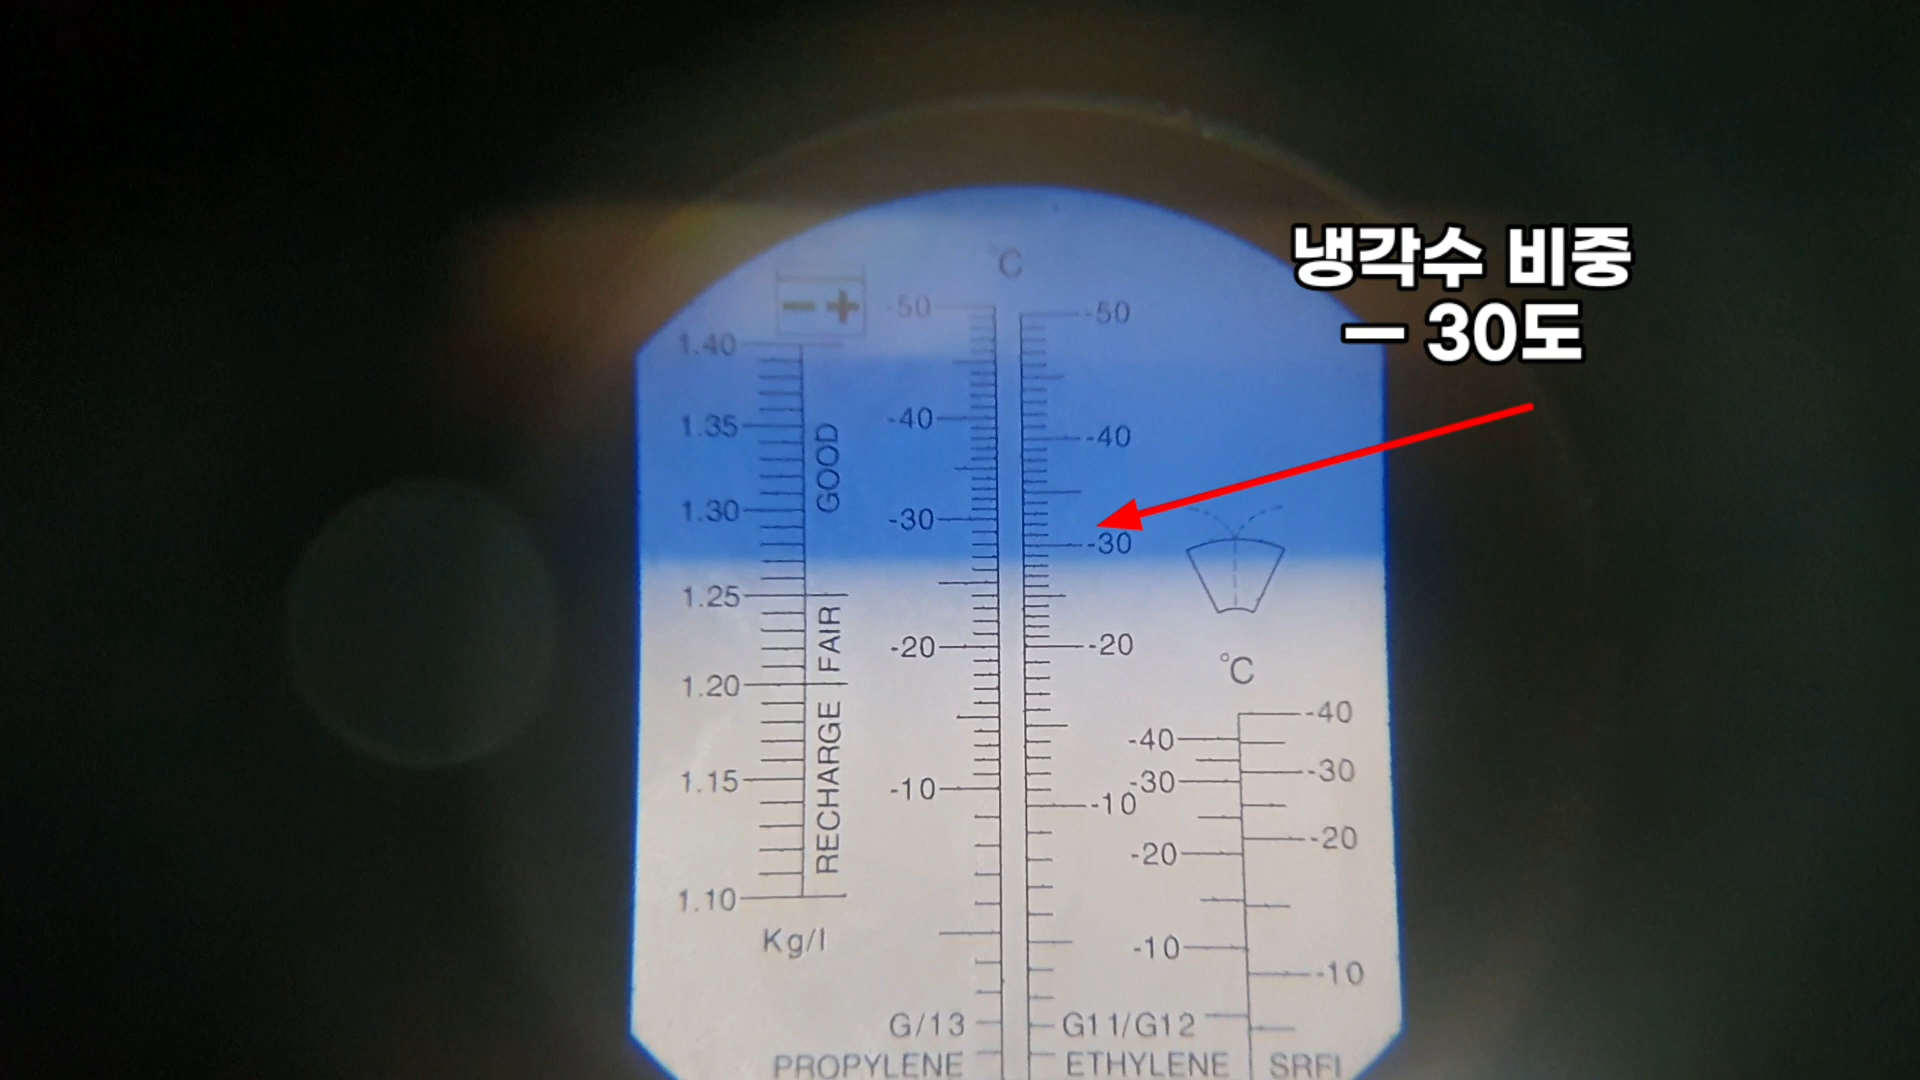 냉각수 비중
– 30도
°C
- +
-50
-50
1.40
1.35
-40
-40
GOOD
1.30
-30
-30
1.25
FAIR
-20
-20
°C
1.20
RECHARGE
-40
-40
1.15
-10
-10
-30
-30
-20
-20
1.10
Kg/l
-10
-10
G/13
G11/G12
PROPYLENE
ETHYLENE
SRFI